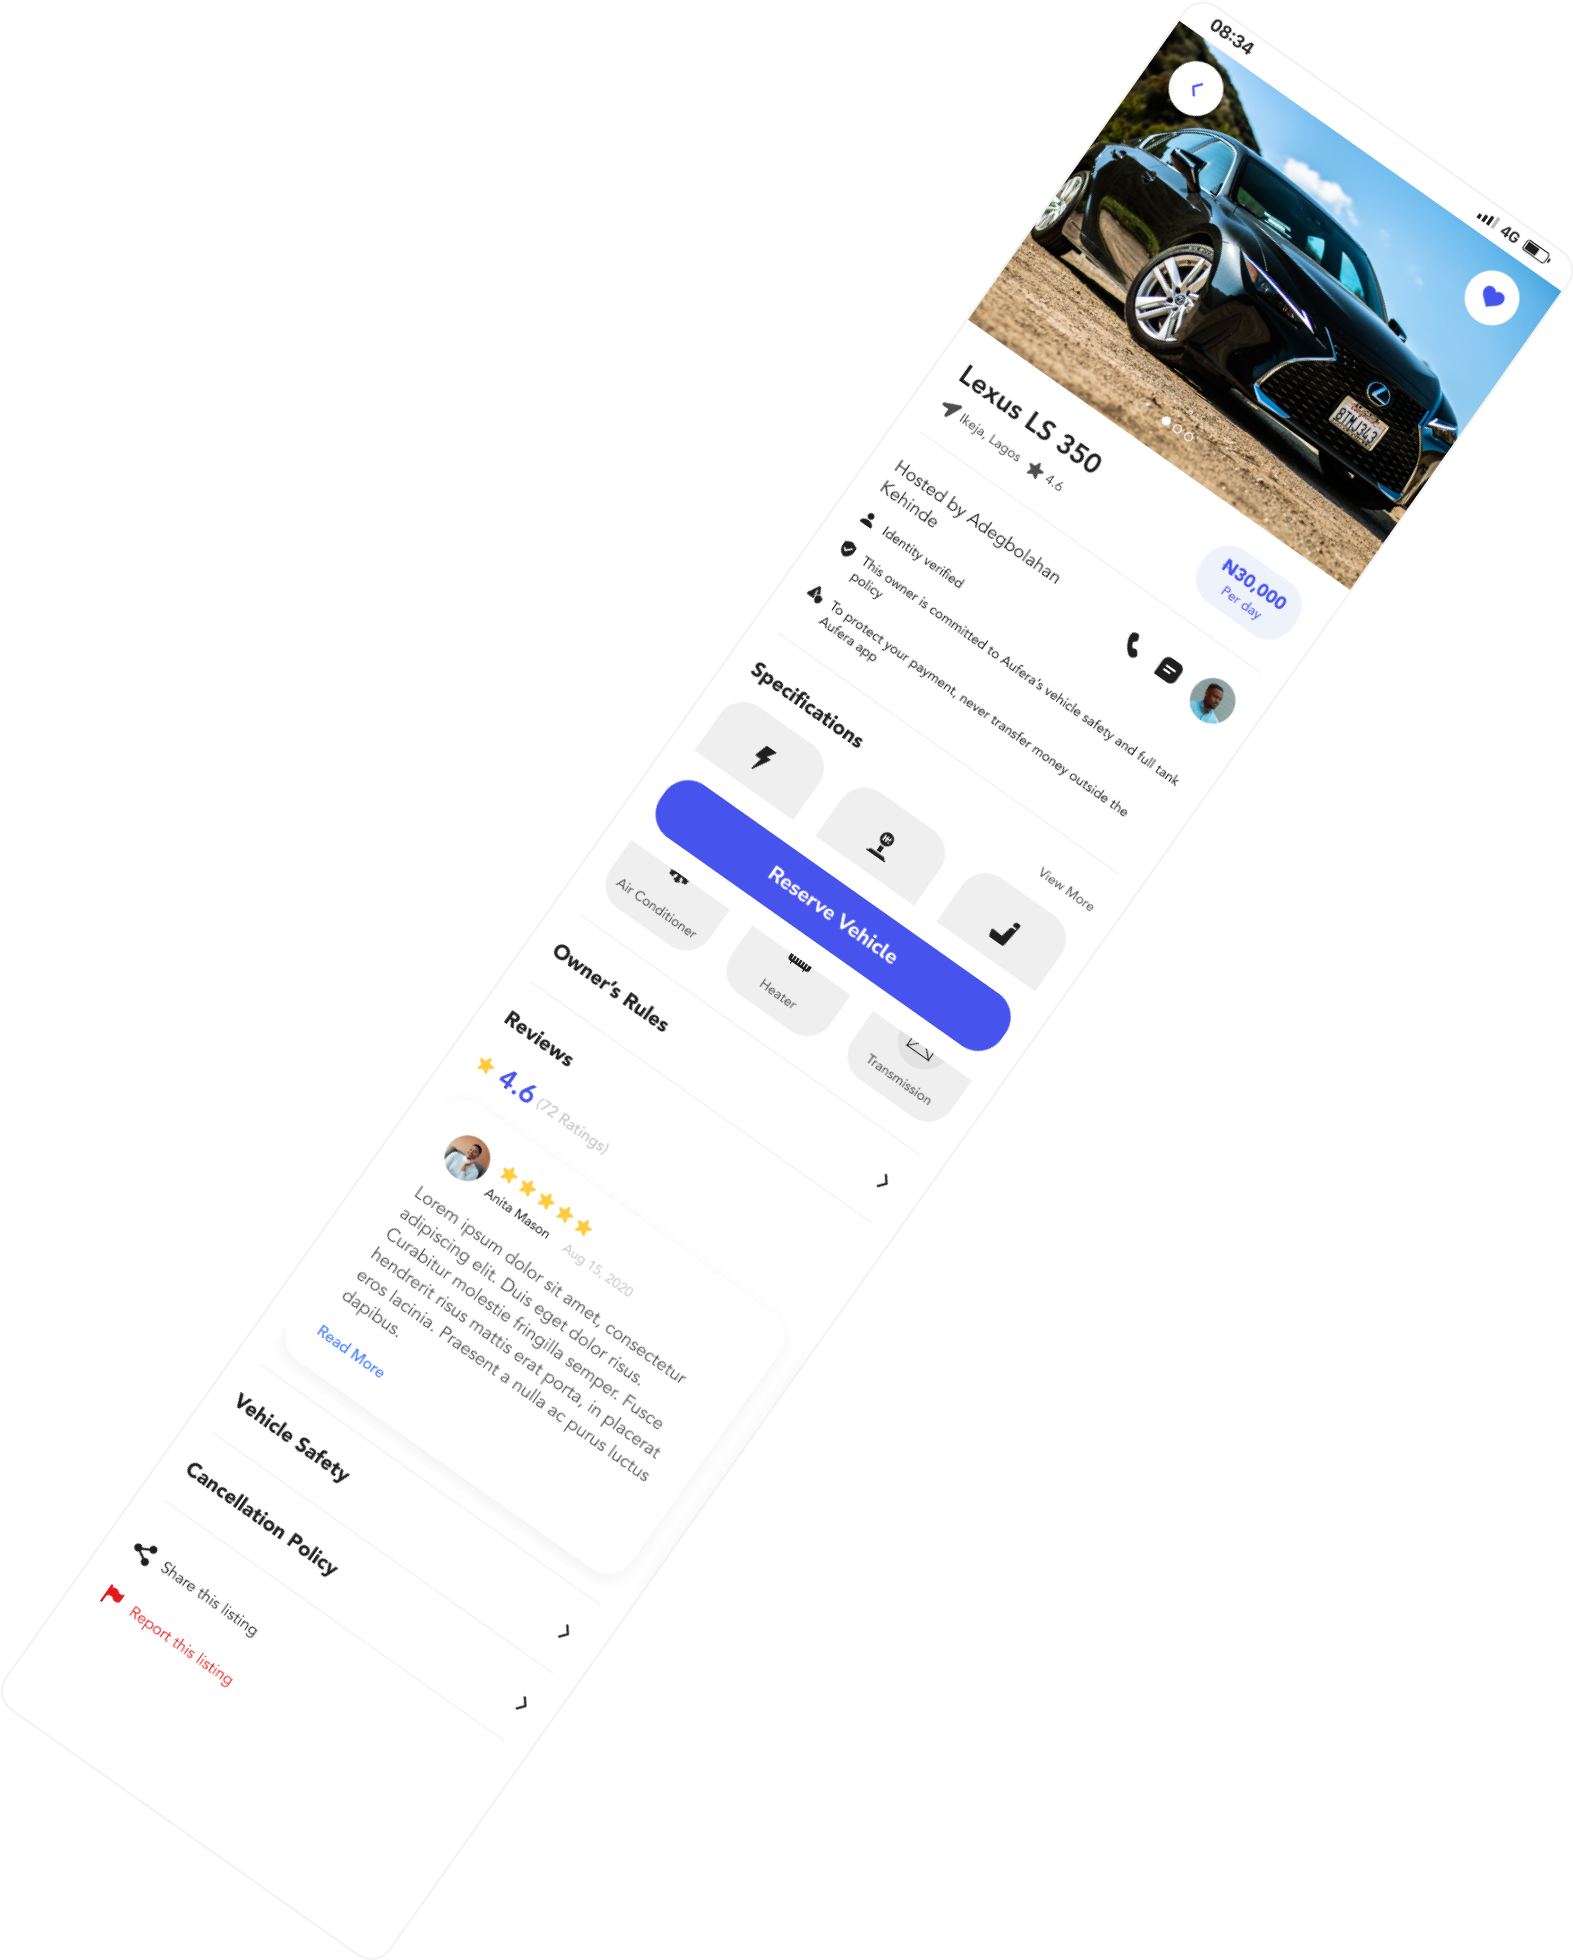 08:34
4G
8TMJ343
Lexus LS 350
Ikeja, Lagos
4.6
₦30,000
Per day
Hosted by Adegbolahan
Kehinde
Identity verified
This owner is committed to Aufera's vehicle safety and full tank
policy
To protect your payment, never transfer money outside the
Aufera app
Specifications
View More
Reserve Vehicle
Air Conditioner
Heater
Transmission
Owner's Rules
Reviews
4.6 (72 Ratings)
Anita Mason
Aug 15, 2020
Lorem ipsum dolor sit amet, consectetur
adipiscing elit. Duis eget dolor risus.
Curabitur molestie fringilla semper. Fusce
hendrerit risus mattis erat porta, in placerat
eros lacinia. Praesent a nulla ac purus luctus
dapibus.
Read More
Vehicle Safety
Cancellation Policy
Share this listing
Report this listing